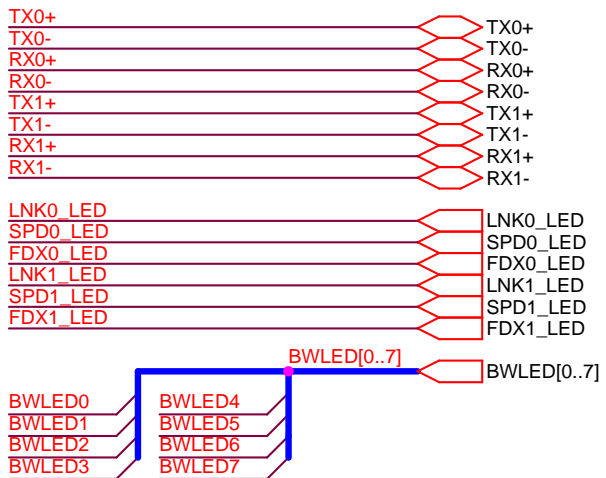 TX0+ TX0+
TX0- TX0-
RX0+ RX0+
RX0- RX0-
TX1+ TX1+
TX1- TX1-
RX1+ RX1+
RX1- RX1-
LNK0_LED LNK0_LED
SPD0_LED SPD0_LED
FDX0_LED FDX0_LED
LNK1_LED LNK1_LED
SPD1_LED SPD1_LED
FDX1_LED FDX1_LED
BWLED[0..7] BWLED[0..7]
BWLED0 BWLED4
BWLED1 BWLED5
BWLED2 BWLED6
BWLED3 BWLED7